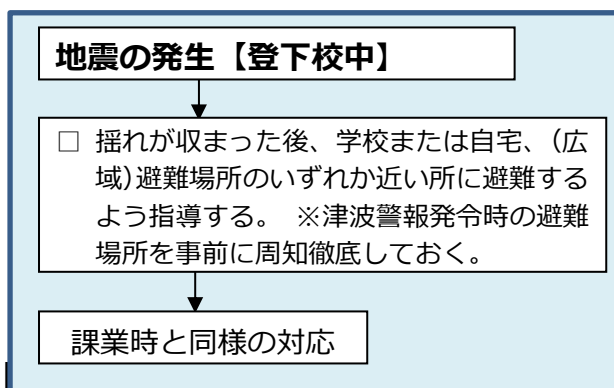 地震の発生【登下校中】
□ 揺れが収まった後、学校または自宅、（広
域）避難場所のいずれか近い所に避難する
よう指導する。 ※津波警報発令時の避難
場所を事前に周知徹底しておく。
課業時と同様の対応